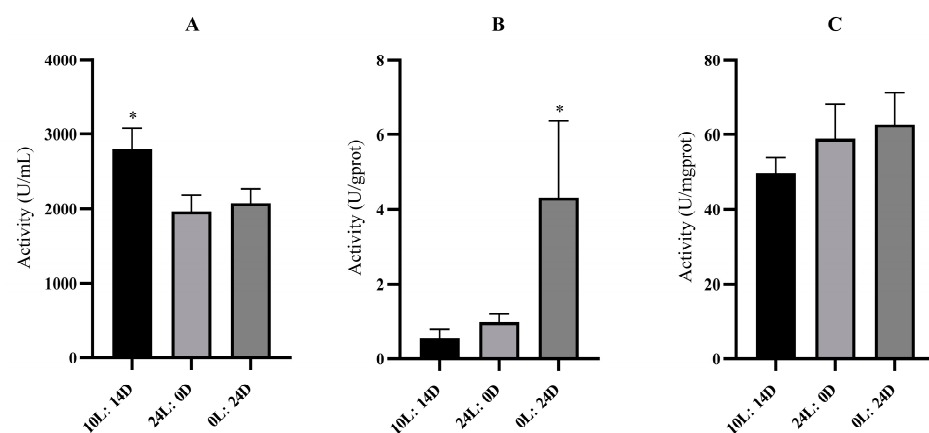 A
Activity (U/mL)
4000
3000
2000
1000
0
*
10L: 14D
24L: 0D
0L: 24D
B
Activity (U/gprot)
8
6
4
2
0
*
10L: 14D
24L: 0D
0L: 24D
C
Activity (U/mgprot)
80
60
40
20
0
10L: 14D
24L: 0D
0L: 24D